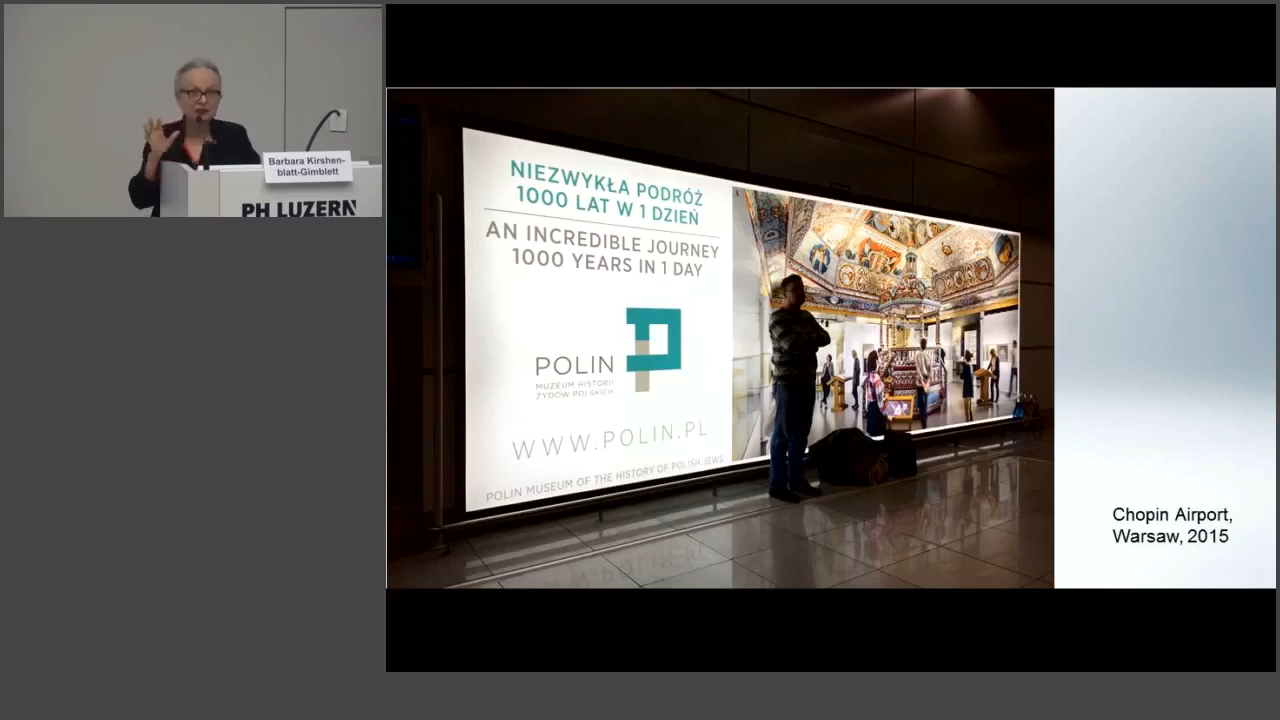 Barbara Kirshen-
blatt-Gimblett
PH LUZERN
NIEZWYKŁA PODRÓŻ
1000 LAT W 1 DZIEŃ
AN INCREDIBLE JOURNEY
1000 YEARS IN 1 DAY
POLIN
MUZEUM HISTORII
ŻYDÓW POLSKICH
WWW.POLIN.PL
POLIN MUSEUM OF THE HISTORY OF POLISH JEWS
Chopin Airport,
Warsaw, 2015